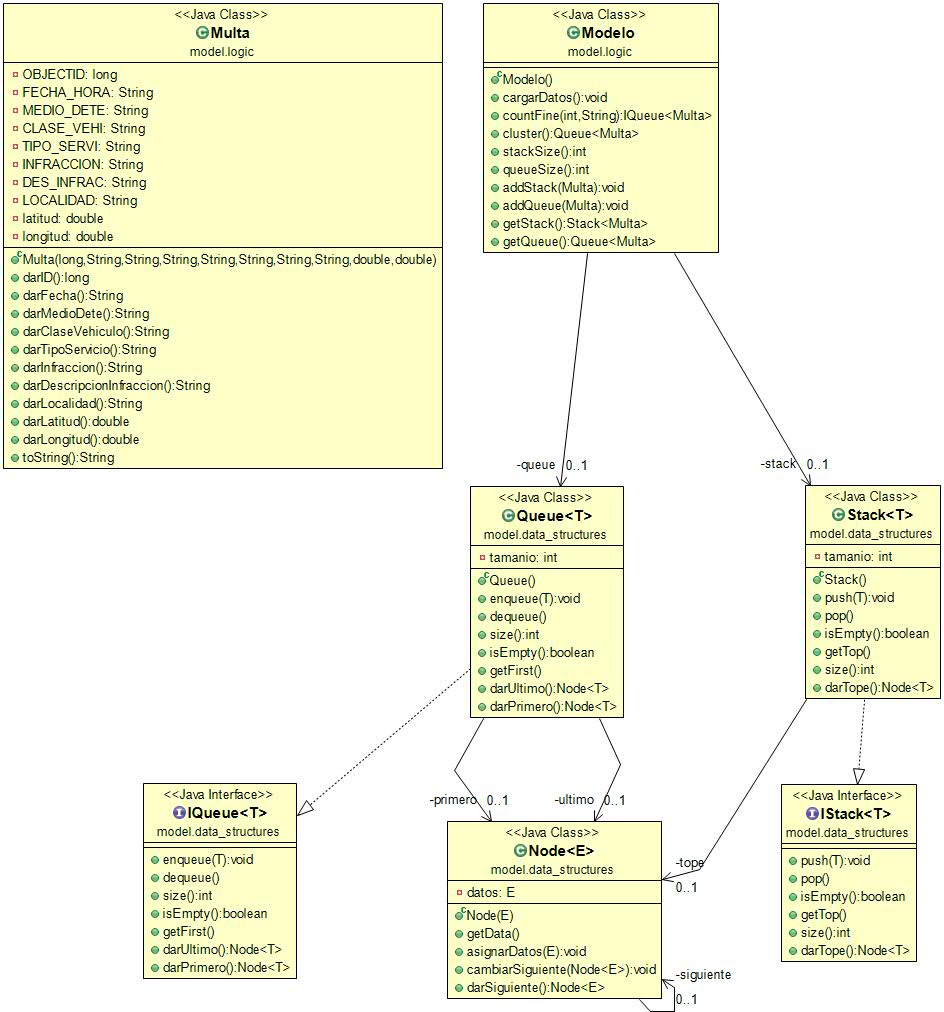 <<Java Class>>
Multa
model.logic
OBJECTID: long
FECHA_HORA: String
MEDIO_DETE: String
CLASE_VEHI: String
TIPO_SERVI: String
INFRACCION: String
DES_INFRAC: String
LOCALIDAD: String
latitud: double
longitud: double
Multa(long,String,String,String,String,String,String,String,double,double)
darID():long
darFecha():String
darMedioDete():String
darClaseVehiculo():String
darTipoServicio():String
darInfraccion():String
darDescripcionInfraccion():String
darLocalidad():String
darLatitud():double
darLongitud():double
toString():String
<<Java Class>>
Modelo
model.logic
Modelo()
cargarDatos():void
countFine(int,String):IQueue<Multa>
cluster():Queue<Multa>
stackSize():int
queueSize():int
addStack(Multa):void
addQueue(Multa):void
getStack():Stack<Multa>
getQueue():Queue<Multa>
-queue 0..1
-stack 0..1
<<Java Class>>
Queue<T>
model.data_structures
tamanio: int
Queue()
enqueue(T):void
dequeue()
size():int
isEmpty():boolean
getFirst()
darUltimo():Node<T>
darPrimero():Node<T>
<<Java Class>>
Stack<T>
model.data_structures
tamanio: int
Stack()
push(T):void
pop()
isEmpty():boolean
getTop()
size():int
darTope():Node<T>
-primero 0..1
-ultimo 0..1
-tope
0..1
<<Java Interface>>
IQueue<T>
model.data_structures
enqueue(T):void
dequeue()
size():int
isEmpty():boolean
getFirst()
darUltimo():Node<T>
darPrimero():Node<T>
<<Java Class>>
Node<E>
model.data_structures
datos: E
Node(E)
getData()
asignarDatos(E):void
cambiarSiguiente(Node<E>):void
darSiguiente():Node<E>
-siguiente
0..1
<<Java Interface>>
IStack<T>
model.data_structures
push(T):void
pop()
isEmpty():boolean
getTop()
size():int
darTope():Node<T>